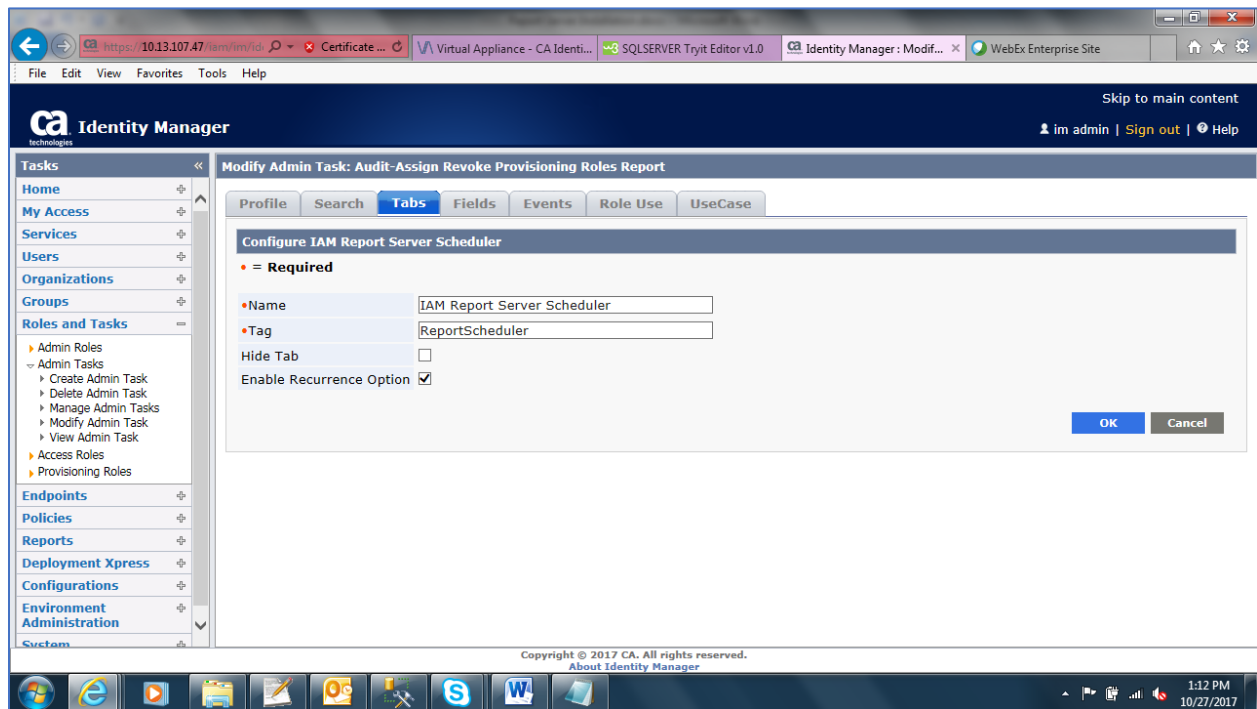 https://10.13.107.47/iam/im/id
Certificate ...
Virtual Appliance - CA Identi...
SQLSERVER Tryit Editor v1.0
Identity Manager : Modif...
WebEx Enterprise Site
File Edit View Favorites Tools Help
Skip to main content
ca technologies Identity Manager
im admin | Sign out | Help
Tasks «
Modify Admin Task: Audit-Assign Revoke Provisioning Roles Report
Home
My Access
Services
Users
Organizations
Groups
Roles and Tasks
Admin Roles
Admin Tasks
Create Admin Task
Delete Admin Task
Manage Admin Tasks
Modify Admin Task
View Admin Task
Access Roles
Provisioning Roles
Endpoints
Policies
Reports
Deployment Xpress
Configurations
Environment
Administration
System
Profile Search Tabs Fields Events Role Use UseCase
Configure IAM Report Server Scheduler
• = Required
•Name IAM Report Server Scheduler
•Tag ReportScheduler
Hide Tab
Enable Recurrence Option
OK Cancel
Copyright © 2017 CA. All rights reserved.
About Identity Manager
1:12 PM
10/27/2017